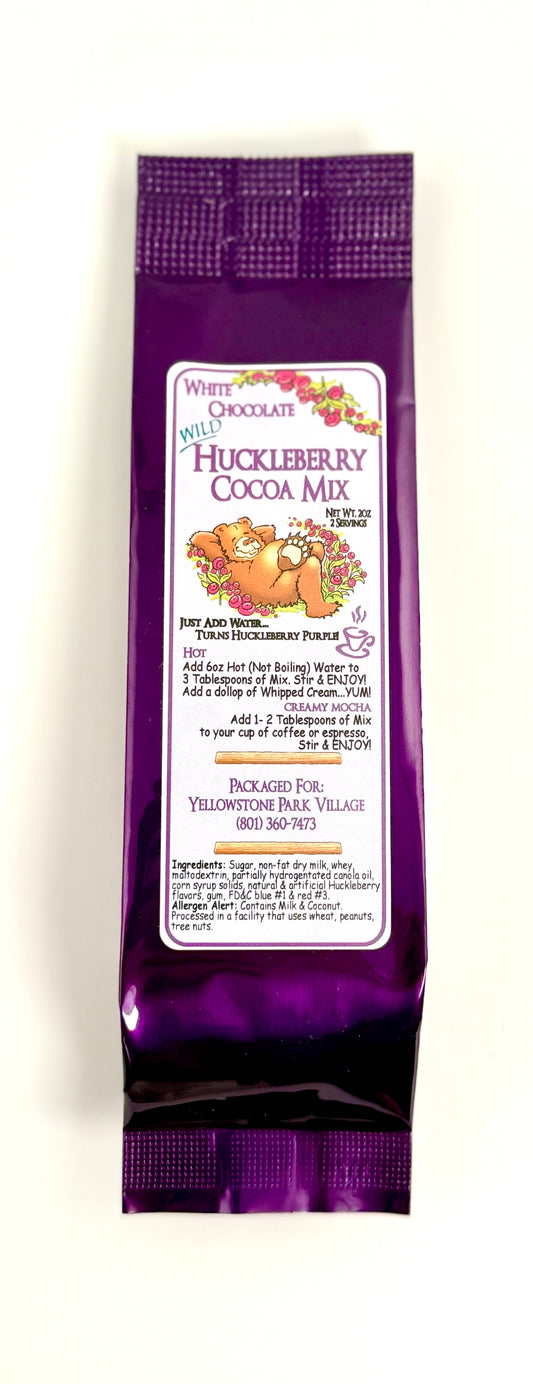 WHITE
CHOCOLATE
WILD
HUCKLEBERRY
COCOA MIX
NET WT. 2OZ
2 SERVINGS
JUST ADD WATER...
TURNS HUCKLEBERRY PURPLE!
HOT
Add 6oz Hot (Not Boiling) Water to
3 Tablespoons of Mix. Stir & ENJOY!
Add a dollop of Whipped Cream...YUM!
CREAMY MOCHA
Add 1- 2 Tablespoons of Mix
to your cup of coffee or espresso,
Stir & ENJOY!
PACKAGED FOR:
YELLOWSTONE PARK VILLAGE
(801) 360-7473
Ingredients: Sugar, non-fat dry milk, whey,
maltodextrin, partially hydrogentated canola oil,
corn syrup solids, natural & artificial Huckleberry
flavors, gum, FD&C blue #1 & red #3.
Allergen Alert: Contains Milk & Coconut.
Processed in a facility that uses wheat, peanuts,
tree nuts.